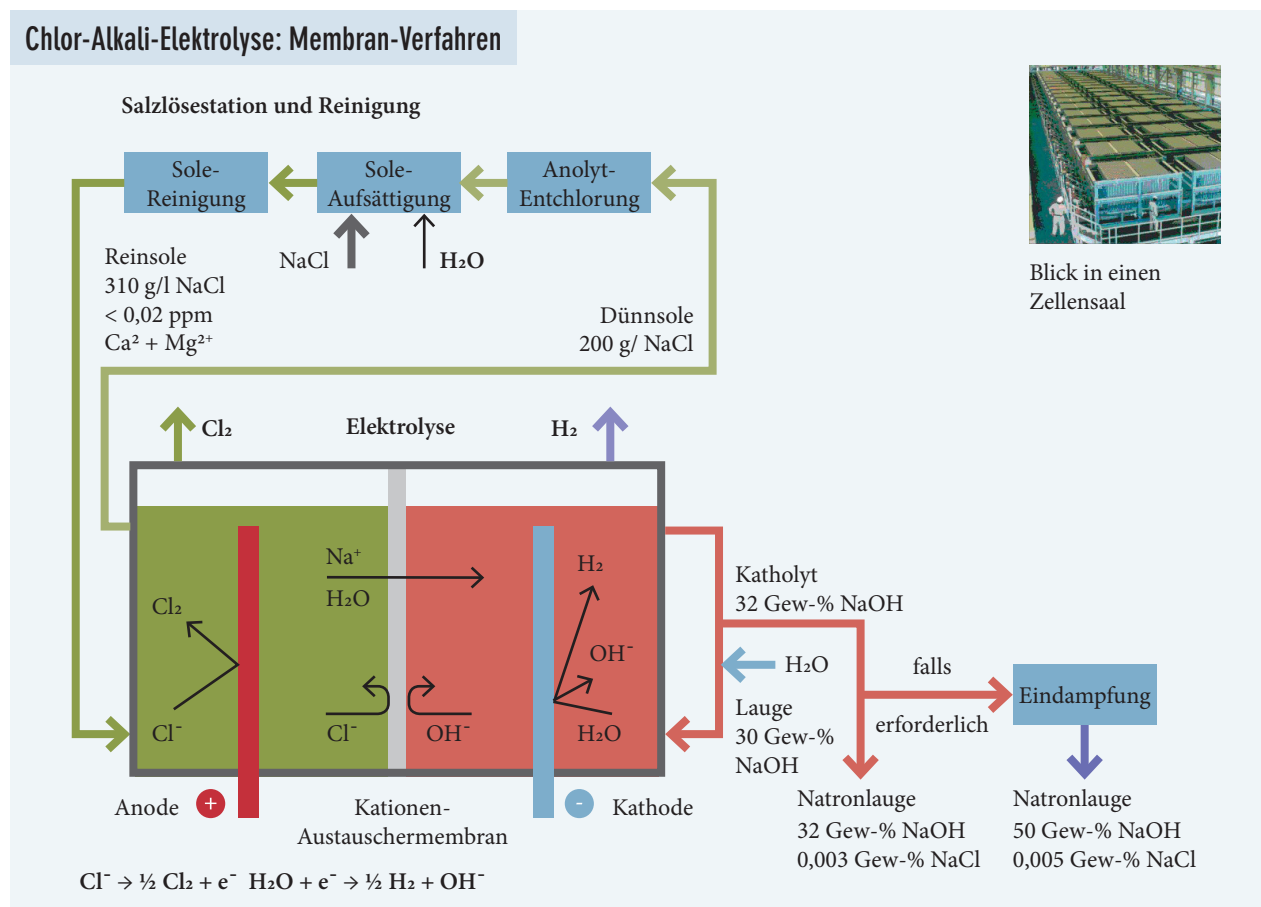 Chlor-Alkali-Elektrolyse: Membran-Verfahren
Salzlösestation und Reinigung
Sole-
Reinigung
Sole-
Aufsättigung
Anolyt-
Entchlorung
Reinsole
310 g/l NaCl
< 0,02 ppm
Ca² + Mg²⁺
NaCl
H₂O
Dünnsole
200 g/ NaCl
Blick in einen
Zellensaal
Cl₂
Elektrolyse
H₂
Na⁺
H₂O
Cl₂
Cl⁻
Cl⁻
OH⁻
H₂
OH⁻
H₂O
Katholyt
32 Gew-% NaOH
H₂O
Lauge
30 Gew-%
NaOH
falls
erforderlich
Eindampfung
Anode
+
Kationen-
Austauschermembran
-
Kathode
Natronlauge
32 Gew-% NaOH
0,003 Gew-% NaCl
Natronlauge
50 Gew-% NaOH
0,005 Gew-% NaCl
Cl⁻ → ½ Cl₂ + e⁻ H₂O + e⁻ → ½ H₂ + OH⁻